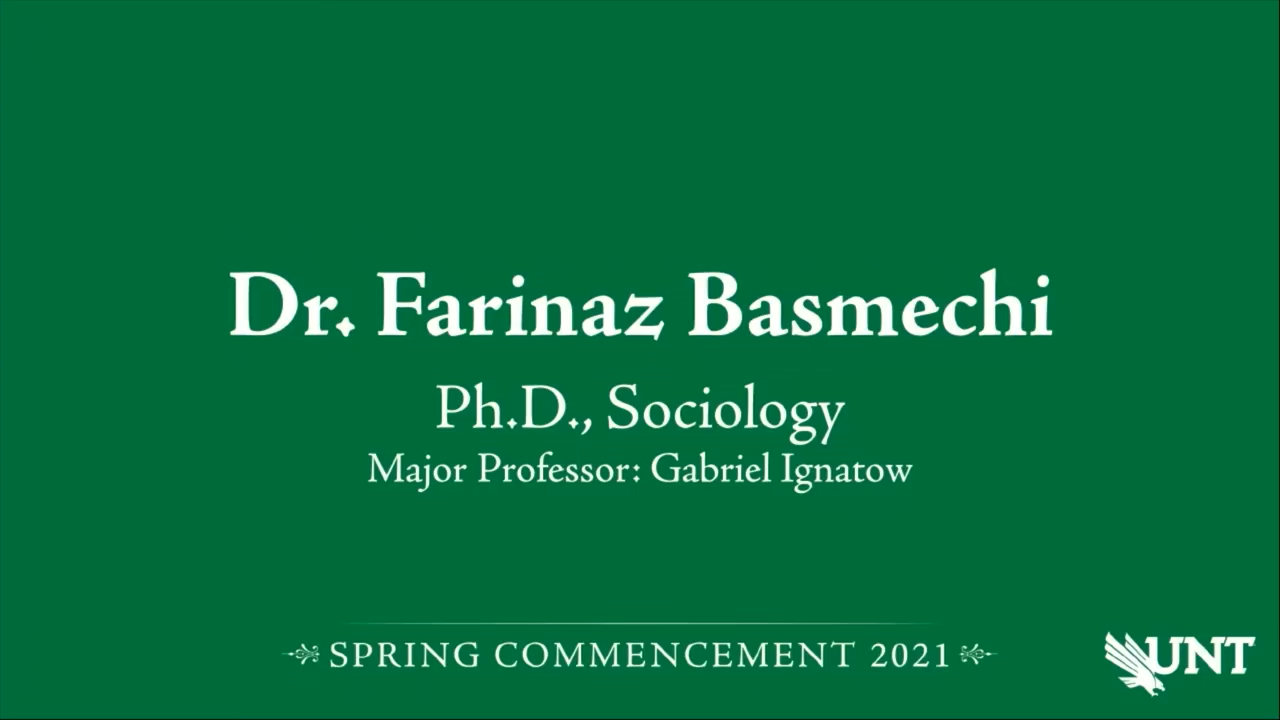 Dr. Farinaz Basmechi
Ph.D., Sociology
Major Professor: Gabriel Ignatow
SPRING COMMENCEMENT 2021
UNT